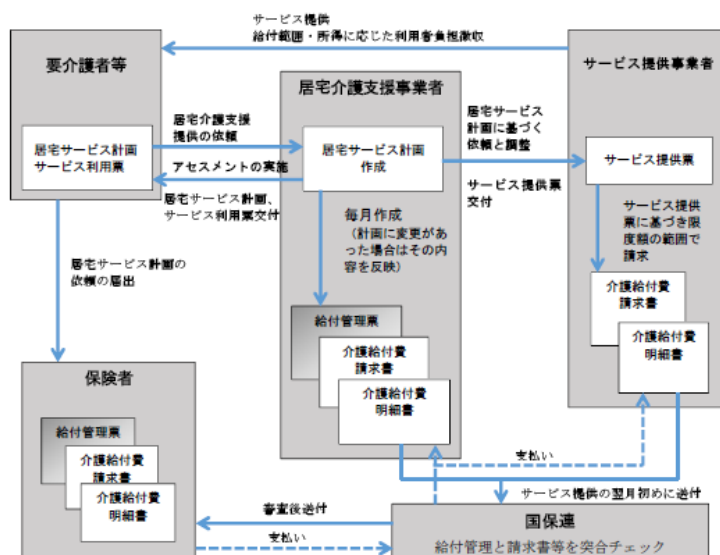 サービス提供
給付範囲・所得に応じた利用者負担徴収
要介護者等
居宅サービス計画
サービス利用票
居宅介護支援
提供の依頼
アセスメントの実施
居宅サービス計画、
サービス利用票交付
居宅介護支援事業者
居宅サービス計画
作成
毎月作成
（計画に変更があ
った場合はその内
容を反映）
給付管理票
介護給付費
請求書
介護給付費
明細書
居宅サービス
計画に基づく
依頼と調整
サービス提供票
交付
サービス提供事業者
サービス提供票
サービス提供
票に基づき限
度額の範囲で
請求
介護給付費
請求書
介護給付費
明細書
居宅サービス計画の
依頼の届出
保険者
給付管理票
介護給付費
請求書
介護給付費
明細書
支払い
サービス提供の翌月初めに送付
審査後送付
支払い
国保連
給付管理と請求書等を突合チェック